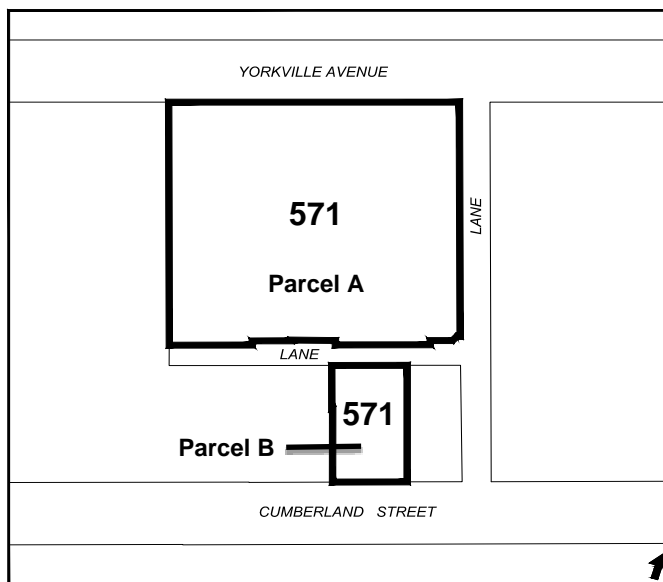 YORKVILLE AVENUE
571
LANE
Parcel A
LANE
571
Parcel B
CUMBERLAND STREET